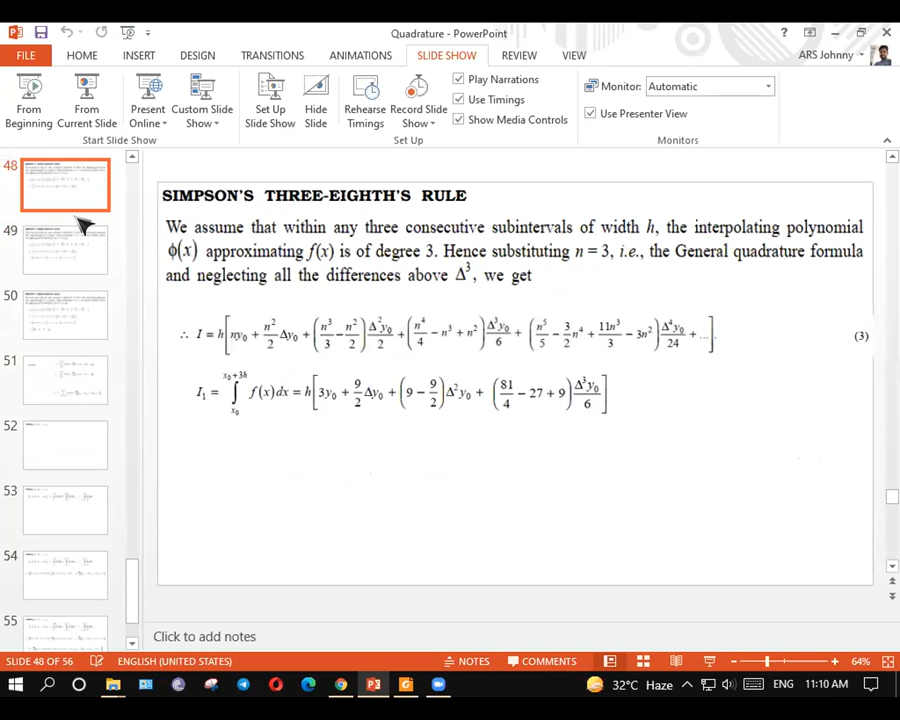 Quadrature - PowerPoint
FILE HOME INSERT DESIGN TRANSITIONS ANIMATIONS SLIDE SHOW REVIEW VIEW ARS Johnny
From Beginning
From Current Slide
Present Online
Custom Slide Show
Start Slide Show
Set Up Slide Show
Hide Slide
Rehearse Timings
Record Slide Show
Play Narrations
Use Timings
Show Media Controls
Set Up
Monitor: Automatic
Use Presenter View
Monitors
48
49
50
51
52
53
54
55
SIMPSON'S THREE-EIGHTH'S RULE
We assume that within any three consecutive subintervals of width h, the interpolating polynomial
ϕ(x) approximating f(x) is of degree 3. Hence substituting n = 3, i.e., the General quadrature formula
and neglecting all the differences above Δ³, we get
∴ I = h[ny₀ + n²/2 Δy₀ + (n³/3 − n²/2) Δ²y₀/2 + (n⁴/4 − n³ + n²) Δ³y₀/6 + (n⁵/5 − 3/2 n⁴ + 11n³/3 − 3n²) Δ⁴y₀/24 + ...]. (3)
I₁ = ∫_{x₀}^{x₀+3h} f(x)dx = h[3y₀ + 9/2 Δy₀ + (9 − 9/2) Δ²y₀ + (81/4 − 27 + 9) Δ³y₀/6]
Click to add notes
SLIDE 48 OF 56 ENGLISH (UNITED STATES) NOTES COMMENTS 64%
32°C Haze ENG 11:10 AM